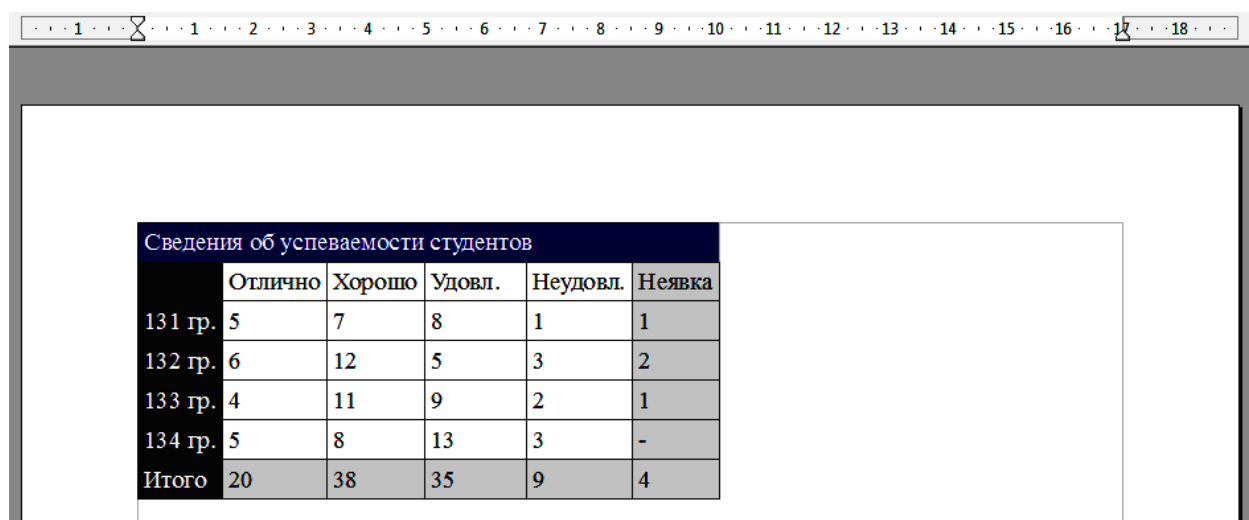 1 1 2 3 4 5 6 7 8 9 10 11 12 13 14 15 16 17 18
Сведения об успеваемости студентов
Отлично Хорошо Удовл. Неудовл. Неявка
131 гр. 5 7 8 1 1
132 гр. 6 12 5 3 2
133 гр. 4 11 9 2 1
134 гр. 5 8 13 3 -
Итого 20 38 35 9 4